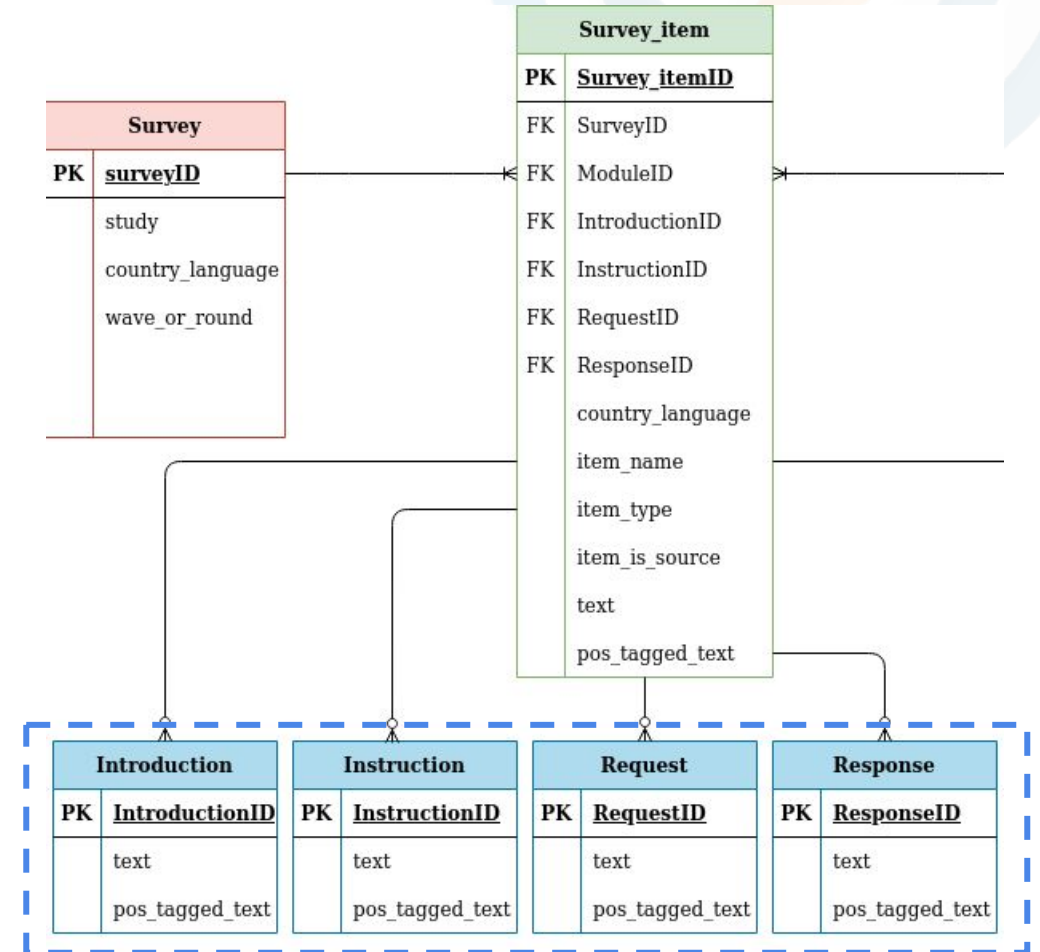 Survey_item
PK Survey_itemID
FK SurveyID
FK ModuleID
FK IntroductionID
FK InstructionID
FK RequestID
FK ResponseID
country_language
item_name
item_type
item_is_source
text
pos_tagged_text
Survey
PK surveyID
study
country_language
wave_or_round
Introduction
PK IntroductionID
text
pos_tagged_text
Instruction
PK InstructionID
text
pos_tagged_text
Request
PK RequestID
text
pos_tagged_text
Response
PK ResponseID
text
pos_tagged_text